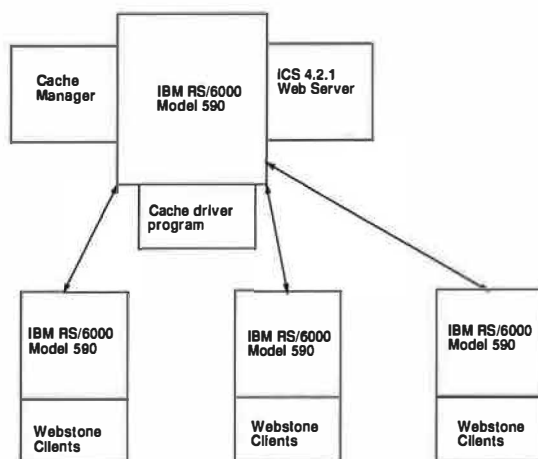 Cache
Manager
IBM RS/6000
Model 590
ICS 4.2.1
Web Server
Cache driver
program
IBM RS/6000
Model 590
IBM RS/6000
Model 590
IBM RS/6000
Model 590
Webstone
Clients
Webstone
Clients
Webstone
Clients